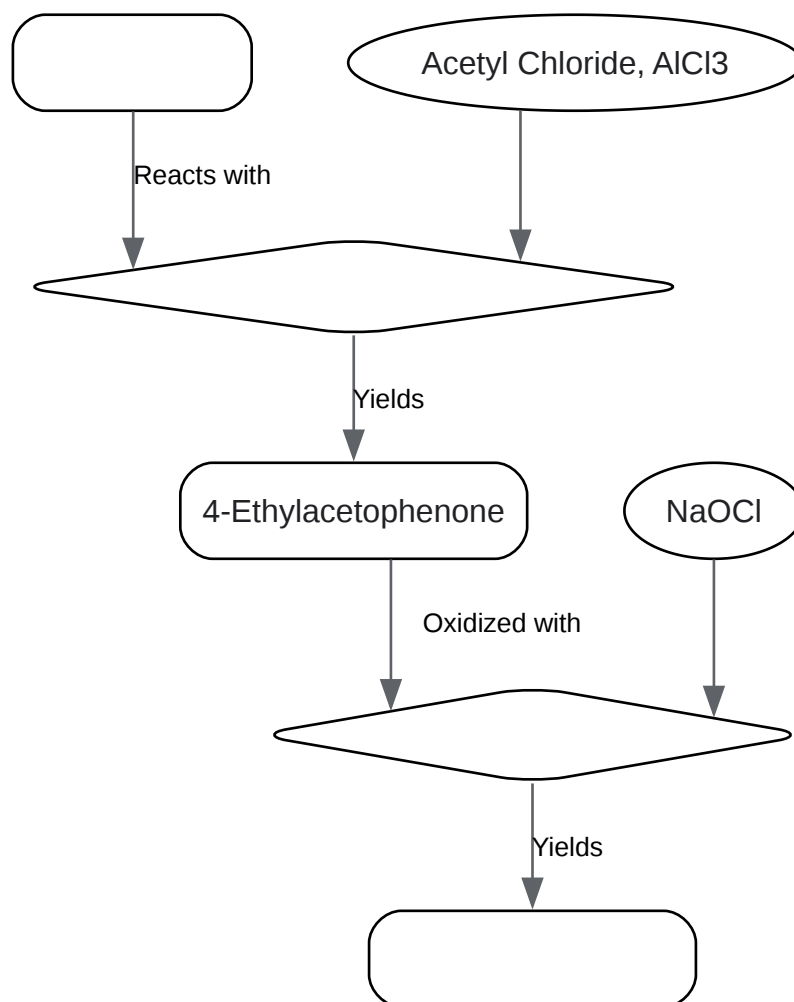 Acetyl Chloride, AlCl3
Reacts with
Yields
4-Ethylacetophenone
NaOCl
Oxidized with
Yields